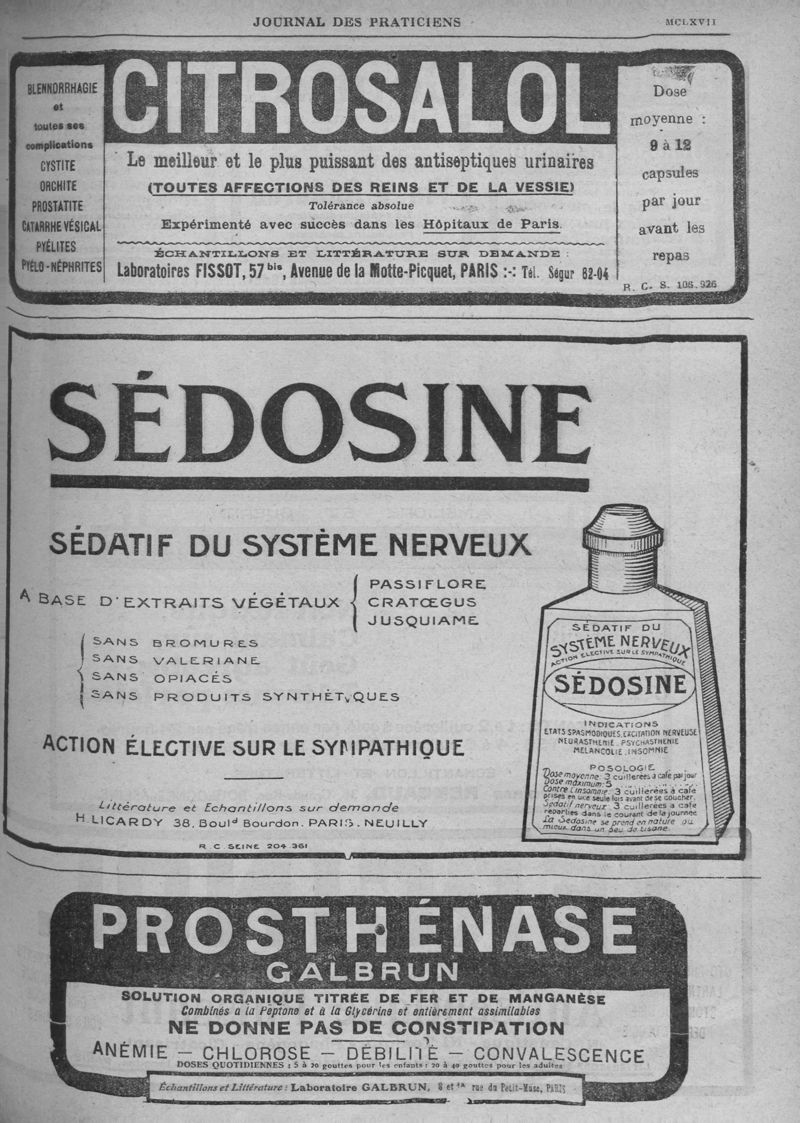 JOURNAL DES PRATICIENS
MCLXVII
BLENNORRHAGIE
et
toutes ses
complications
CYSTITE
ORCHITE
PROSTATITE
CATARRHE VÉSICAL
PYÉLITES
PYÉLO-NÉPHRITES
CITROSALOL
Le meilleur et le plus puissant des antiseptiques urinaires
(TOUTES AFFECTIONS DES REINS ET DE LA VESSIE)
Tolérance absolue
Expérimenté avec succès dans les Hôpitaux de Paris.
ÉCHANTILLONS ET LITTÉRATURE SUR DEMANDE :
Laboratoires FISSOT, 57 bis, Avenue de la Motte-Picquet, PARIS :-: Tél. Ségur 62-04
Dose
moyenne :
9 à 12
capsules
par jour
avant les
repas
R. C. S. 105.926
SÉDOSINE
SÉDATIF DU SYSTÈME NERVEUX
A BASE D'EXTRAITS VÉGÉTAUX
PASSIFLORE
CRATŒGUS
JUSQUIAME
SANS BROMURES
SANS VALERIANE
SANS OPIACÉS
SANS PRODUITS SYNTHÉTIQUES
ACTION ÉLECTIVE SUR LE SYMPATHIQUE
Littérature et Echantillons sur demande
H. LICARDY 38, Bould Bourdon. PARIS. NEUILLY
R. C SEINE 204 361
SÉDATIF DU
SYSTÈME NERVEUX
ACTION ÉLECTIVE SUR LE SYMPATHIQUE
SÉDOSINE
INDICATIONS
ETATS SPASMODIQUES, EXCITATION NERVEUSE
NEURASTHENIE, PSYCHASTHENIE
MELANCOLIE, INSOMNIE
POSOLOGIE
Dose moyenne: 3 cuillerées à café par jour
Dose maximum: 5
Contre l'insomnie: 3 cuillerées à café
prises en une seule fois avant de se coucher.
Sedatif nerveux: 3 cuillerées a café
reparties dans le courant de la journée
La Sedosine se prend en nature ou
mieux dans un peu de tisane.
PROSTHÉNASE
GALBRUN
SOLUTION ORGANIQUE TITRÉE DE FER ET DE MANGANÈSE
Combinés a la Peptone et à la Glycérine et entièrement assimilables
NE DONNE PAS DE CONSTIPATION
ANÉMIE — CHLOROSE — DÉBILITÉ — CONVALESCENCE
DOSES QUOTIDIENNES : 5 à 20 gouttes pour les enfants : 20 à 40 gouttes pour les adultes
Échantillons et Littérature : Laboratoire GALBRUN, 8 et rue du Petit-Musc, PARIS